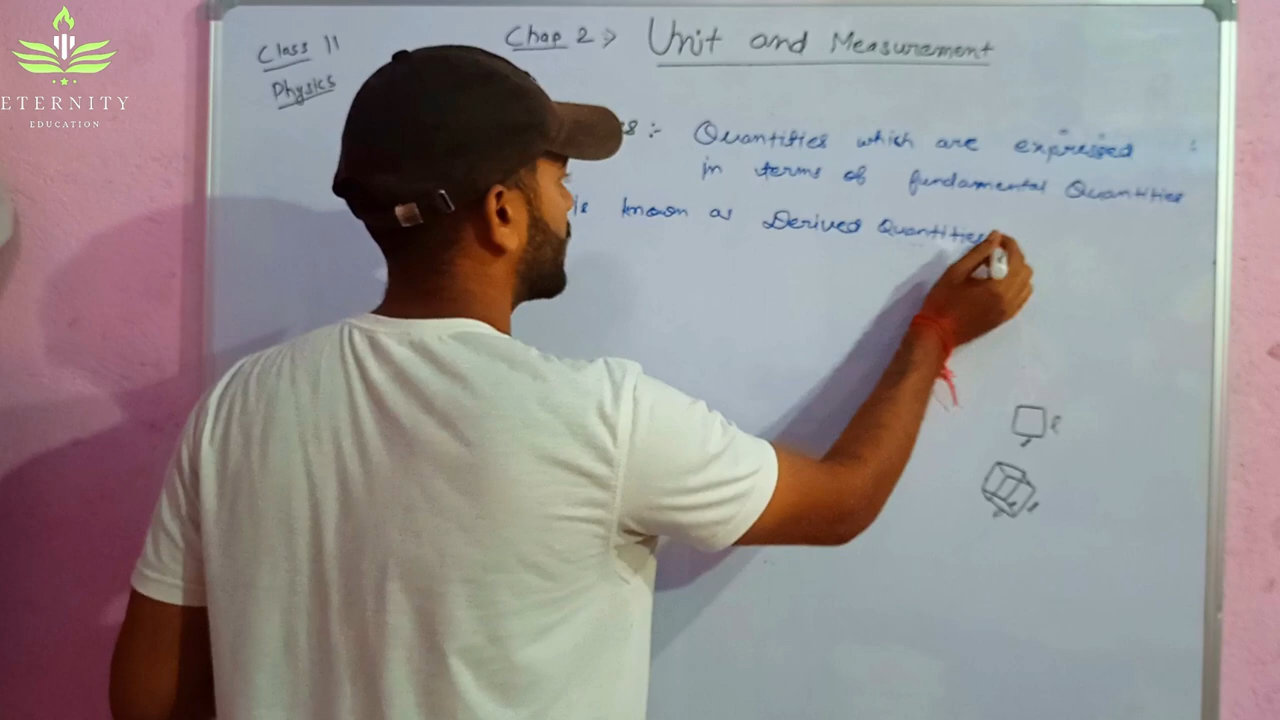 ETERNITY
EDUCATION
Class 11
Physics
Chap 2 → Unit and Measurement
:- Quantities which are expressed
in terms of fundamental Quantities
is known as Derived Quantities
l